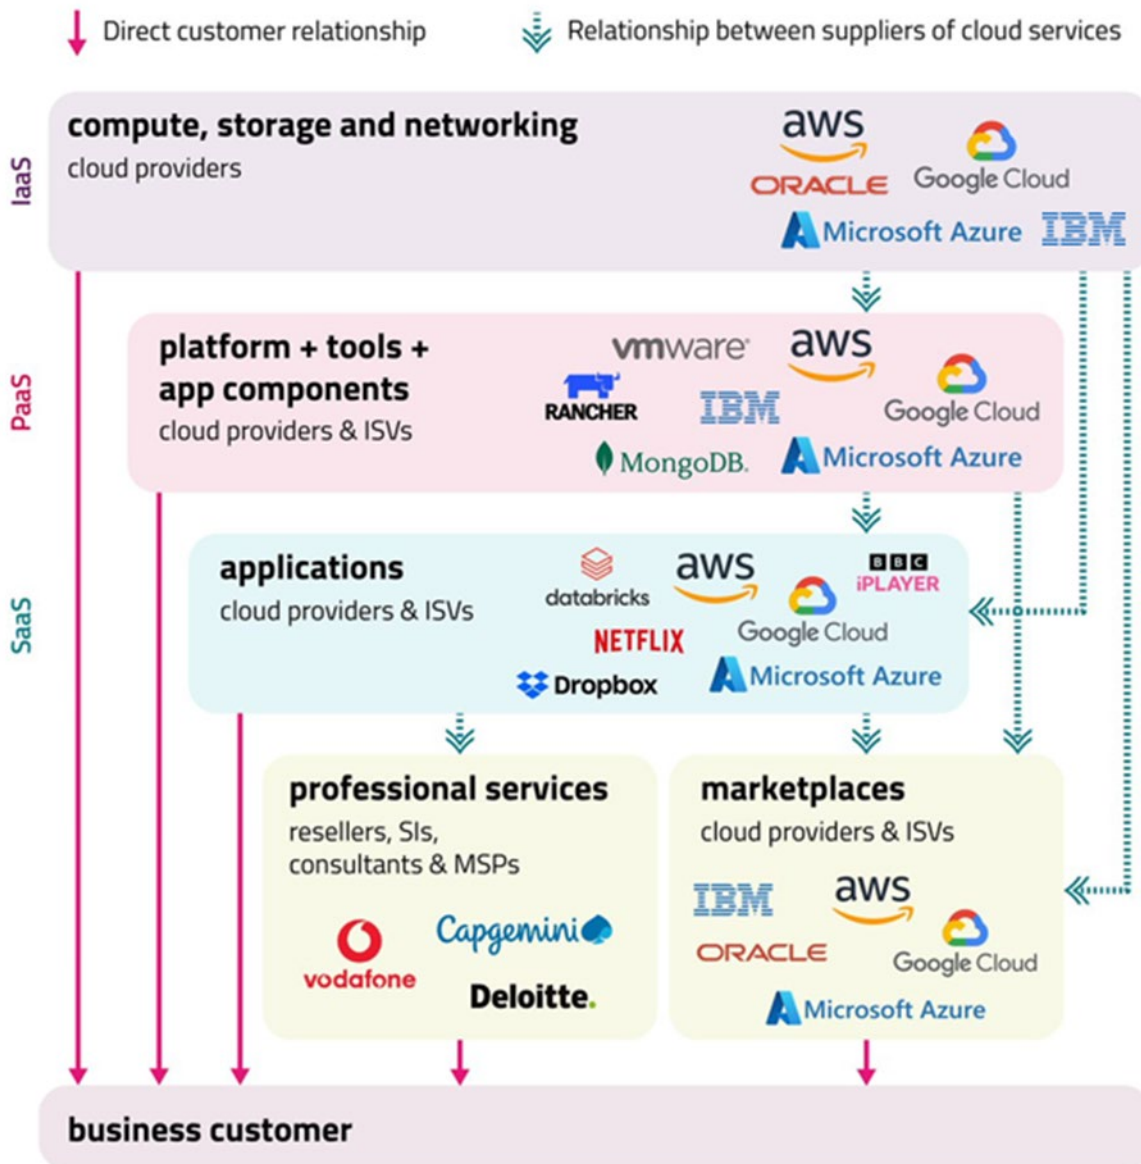 Direct customer relationship
Relationship between suppliers of cloud services
IaaS
compute, storage and networking
cloud providers
aws
Google Cloud
ORACLE
Microsoft Azure
IBM
PaaS
platform + tools +
app components
cloud providers & ISVs
vmware
aws
RANCHER
IBM
Google Cloud
MongoDB.
Microsoft Azure
SaaS
applications
cloud providers & ISVs
databricks
aws
BBC
iPLAYER
NETFLIX
Google Cloud
Dropbox
Microsoft Azure
professional services
resellers, SIs,
consultants & MSPs
vodafone
Capgemini
Deloitte.
marketplaces
cloud providers & ISVs
IBM
aws
ORACLE
Google Cloud
Microsoft Azure
business customer